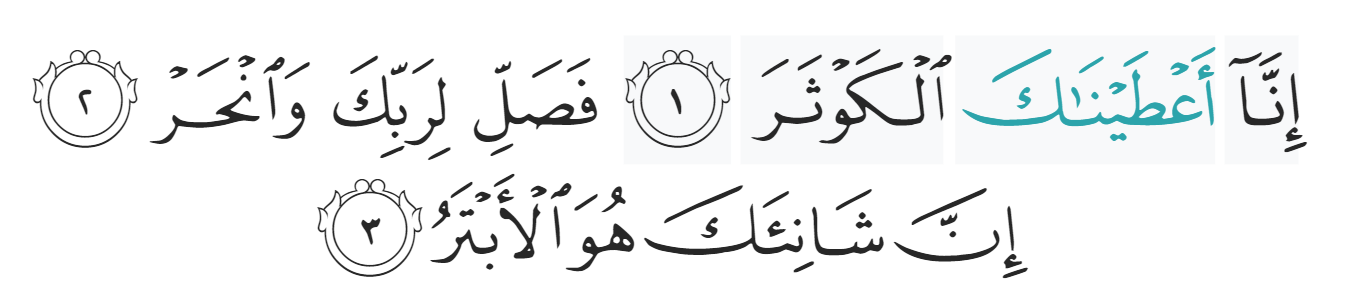 إِنَّآ أَعۡطَيۡنَٰكَ ٱلۡكَوۡثَرَ ١ فَصَلِّ لِرَبِّكَ وَٱنۡحَرۡ ٢
إِنَّ شَانِئَكَ هُوَ ٱلۡأَبۡتَرُ ٣